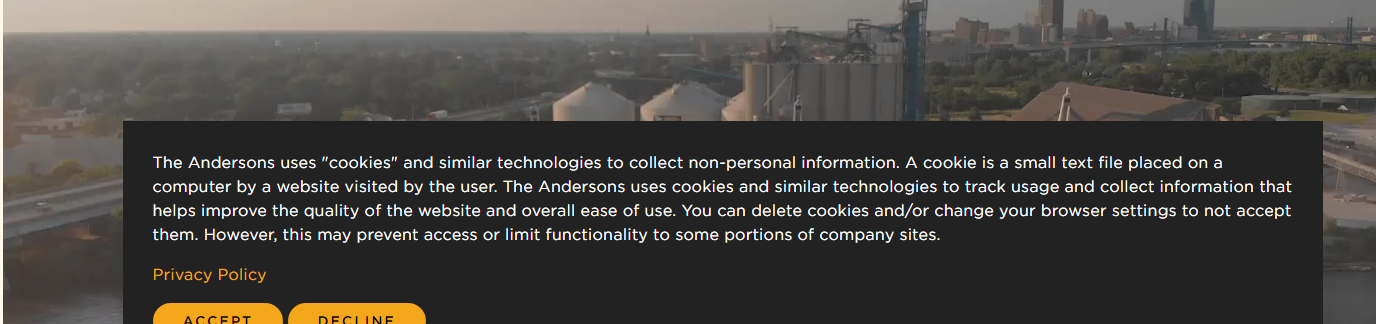 The Andersons uses "cookies" and similar technologies to collect non-personal information. A cookie is a small text file placed on a
computer by a website visited by the user. The Andersons uses cookies and similar technologies to track usage and collect information that
helps improve the quality of the website and overall ease of use. You can delete cookies and/or change your browser settings to not accept
them. However, this may prevent access or limit functionality to some portions of company sites.
Privacy Policy
ACCEPT DECLINE